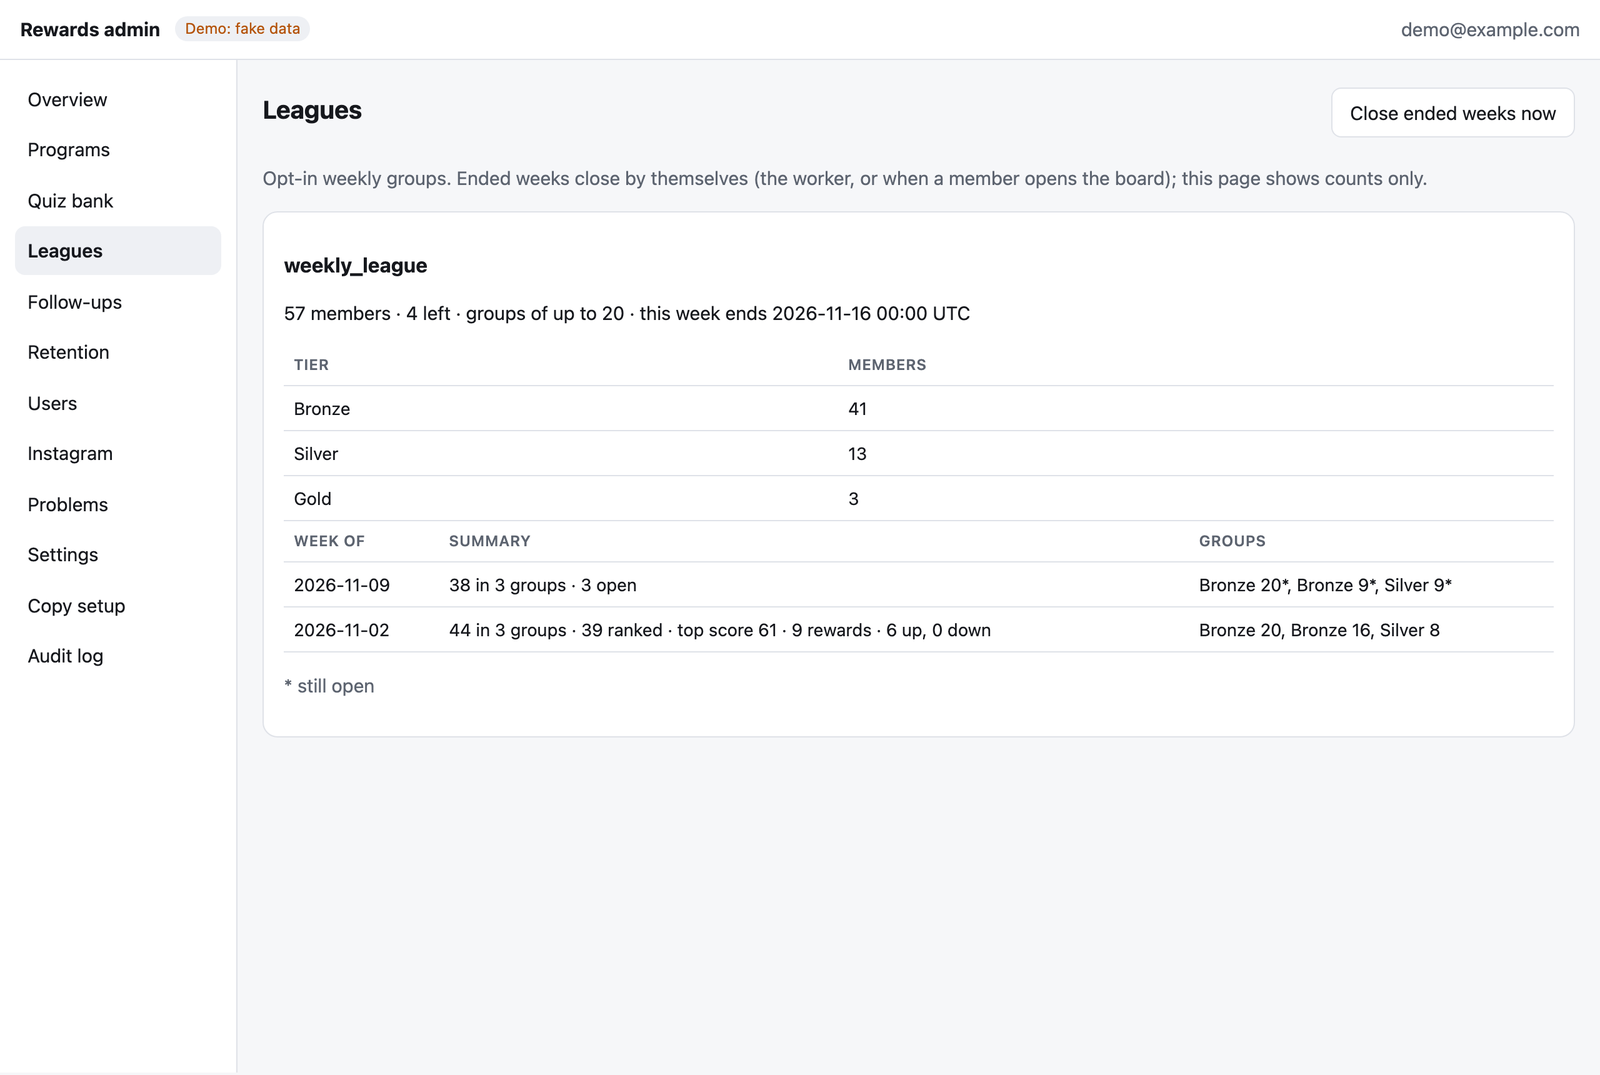 Rewards admin
Demo: fake data
demo@example.com
Overview
Programs
Quiz bank
Leagues
Follow-ups
Retention
Users
Instagram
Problems
Settings
Copy setup
Audit log
Leagues
Close ended weeks now
Opt-in weekly groups. Ended weeks close by themselves (the worker, or when a member opens the board); this page shows counts only.
weekly_league
57 members · 4 left · groups of up to 20 · this week ends 2026-11-16 00:00 UTC
TIER MEMBERS
Bronze 41
Silver 13
Gold 3
WEEK OF SUMMARY GROUPS
2026-11-09 38 in 3 groups · 3 open Bronze 20*, Bronze 9*, Silver 9*
2026-11-02 44 in 3 groups · 39 ranked · top score 61 · 9 rewards · 6 up, 0 down Bronze 20, Bronze 16, Silver 8
* still open